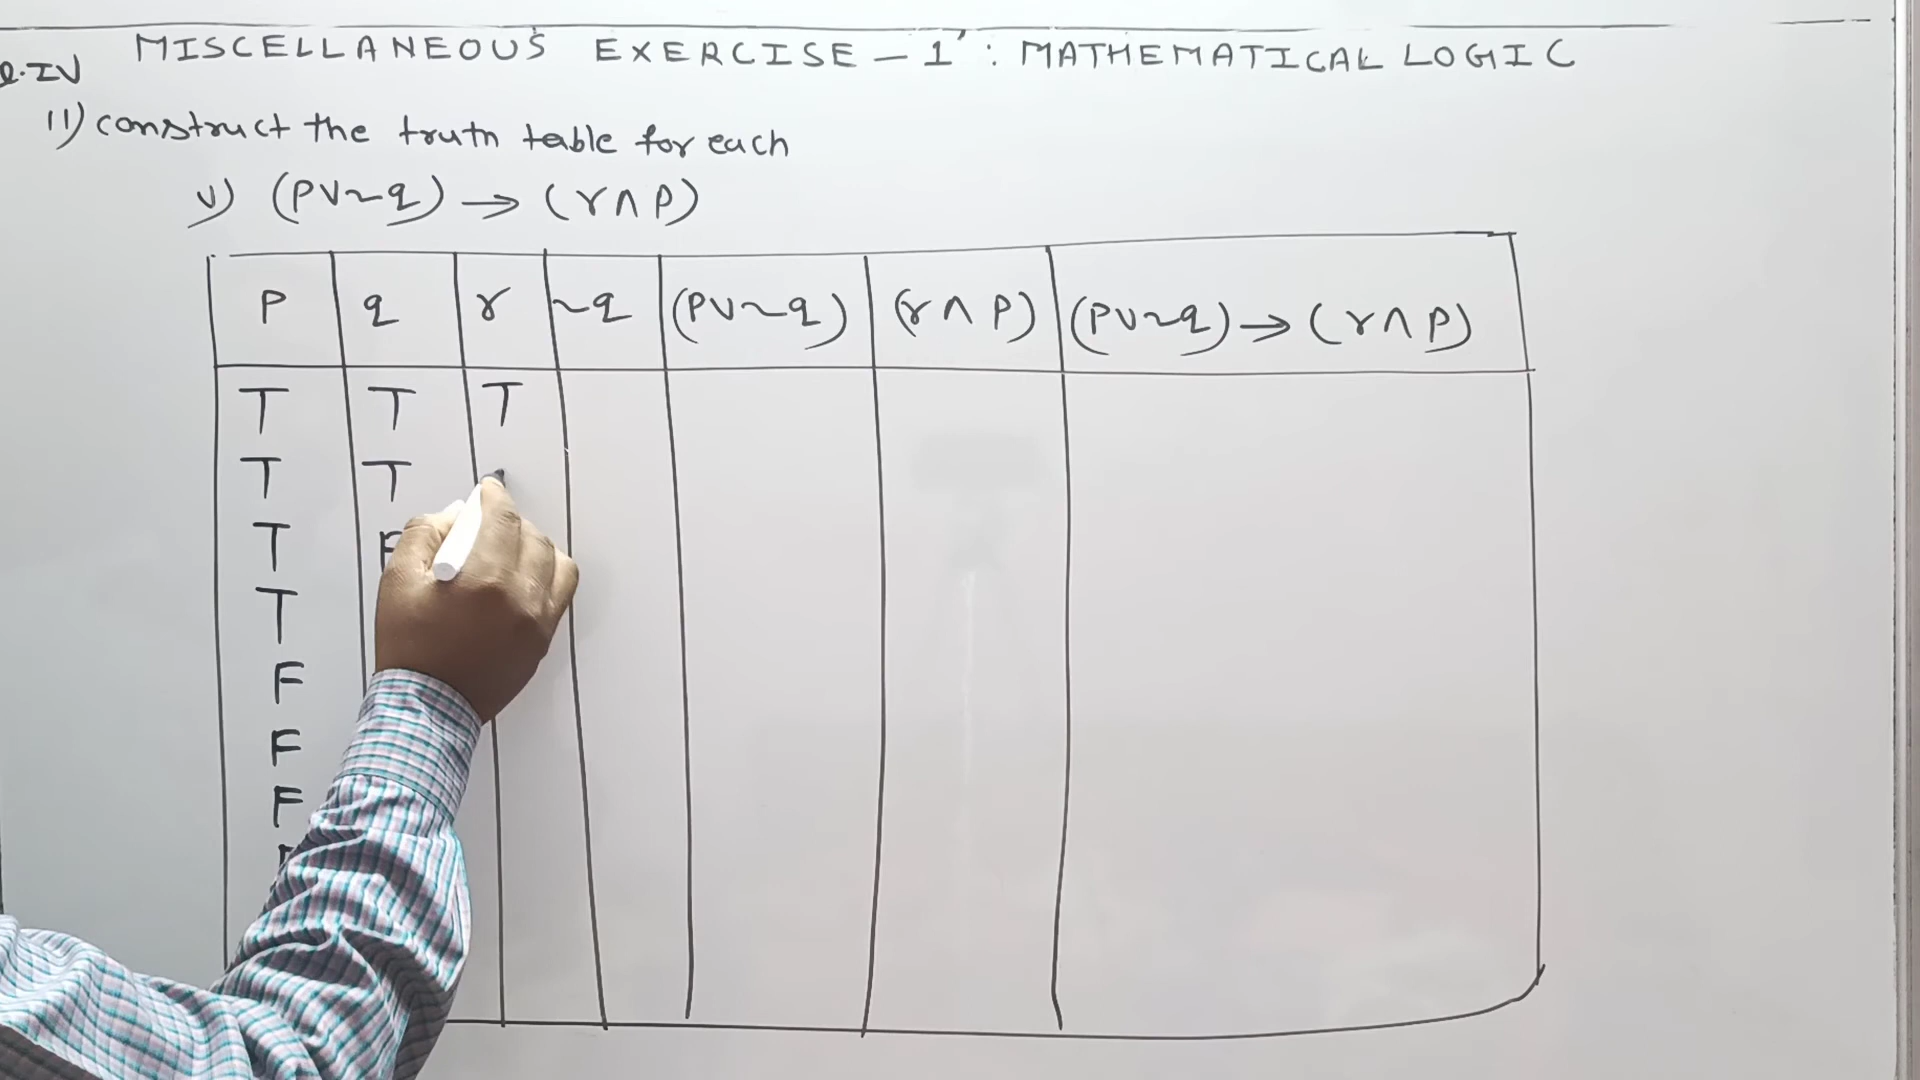 MISCELLANEOUS EXERCISE - 1 : MATHEMATICAL LOGIC
Q.IV
11) construct the truth table for each
v) (p∨~q) → (r∧p)
p q r ~q (p∨~q) (r∧p) (p∨~q) → (r∧p)
T T T
T T
T F
T
F
F
F